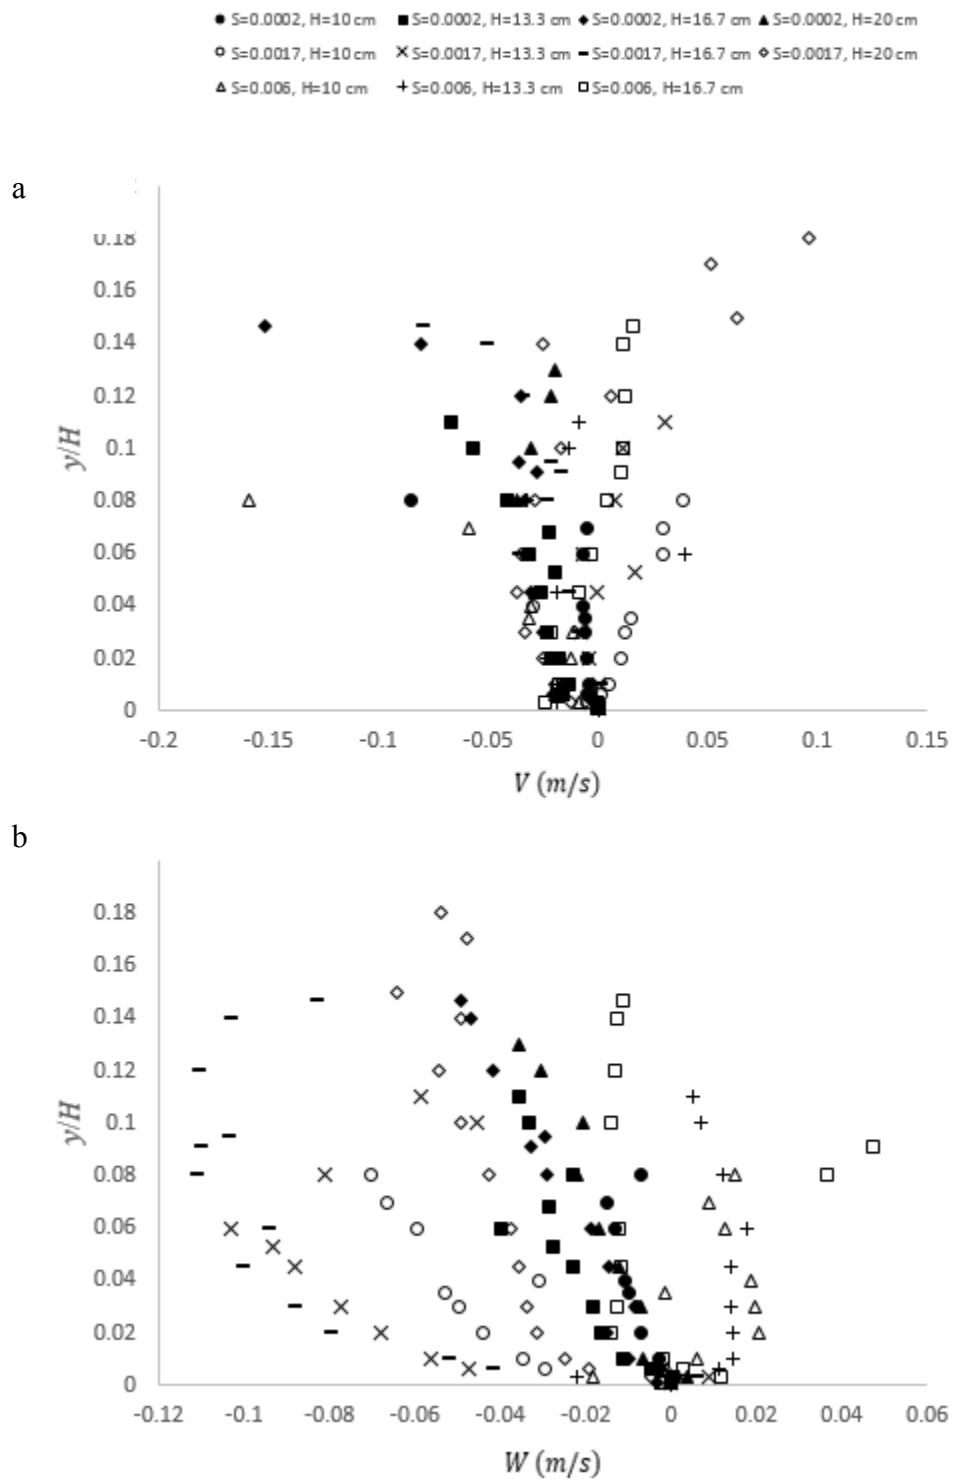 S=0.0002, H=10 cm S=0.0002, H=13.3 cm S=0.0002, H=16.7 cm S=0.0002, H=20 cm
S=0.0017, H=10 cm S=0.0017, H=13.3 cm S=0.0017, H=16.7 cm S=0.0017, H=20 cm
S=0.006, H=10 cm S=0.006, H=13.3 cm S=0.006, H=16.7 cm
a
0.18
0.16
0.14
0.12
0.1
0.08
0.06
0.04
0.02
0
y/H
-0.2 -0.15 -0.1 -0.05 0 0.05 0.1 0.15
V (m/s)
b
0.18
0.16
0.14
0.12
0.1
0.08
0.06
0.04
0.02
0
y/H
-0.12 -0.1 -0.08 -0.06 -0.04 -0.02 0 0.02 0.04 0.06
W (m/s)